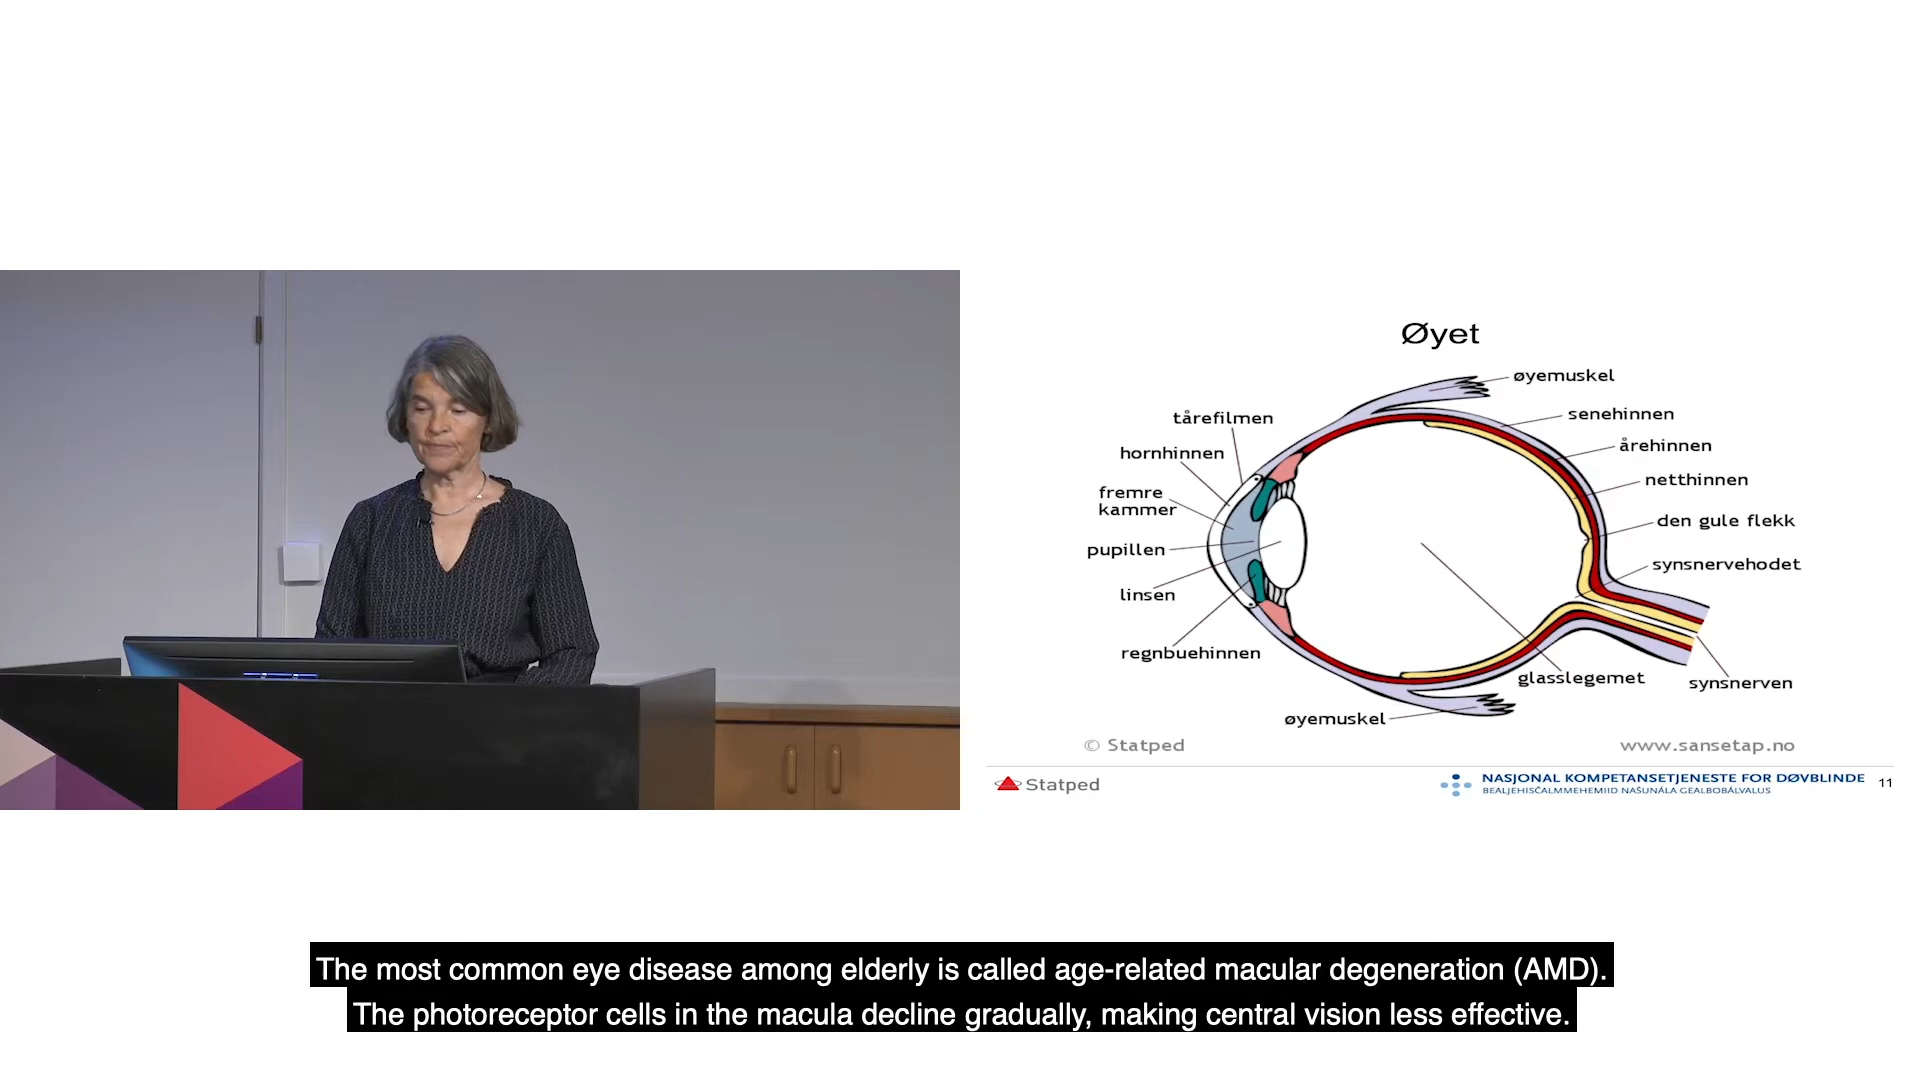 Øyet
øyemuskel
senehinnen
tårefilmen
årehinnen
hornhinnen
netthinnen
fremre
kammer
den gule flekk
pupillen
synsnervehodet
linsen
regnbuehinnen
glasslegemet
synsnerven
øyemuskel
© Statped
www.sansetap.no
Statped
NASJONAL KOMPETANSETJENESTE FOR DØVBLINDE
BEALJEHISČALMMEHEMIID NAŠUNÁLA GEALBOBÁLVALUS
11
The most common eye disease among elderly is called age-related macular degeneration (AMD).
The photoreceptor cells in the macula decline gradually, making central vision less effective.